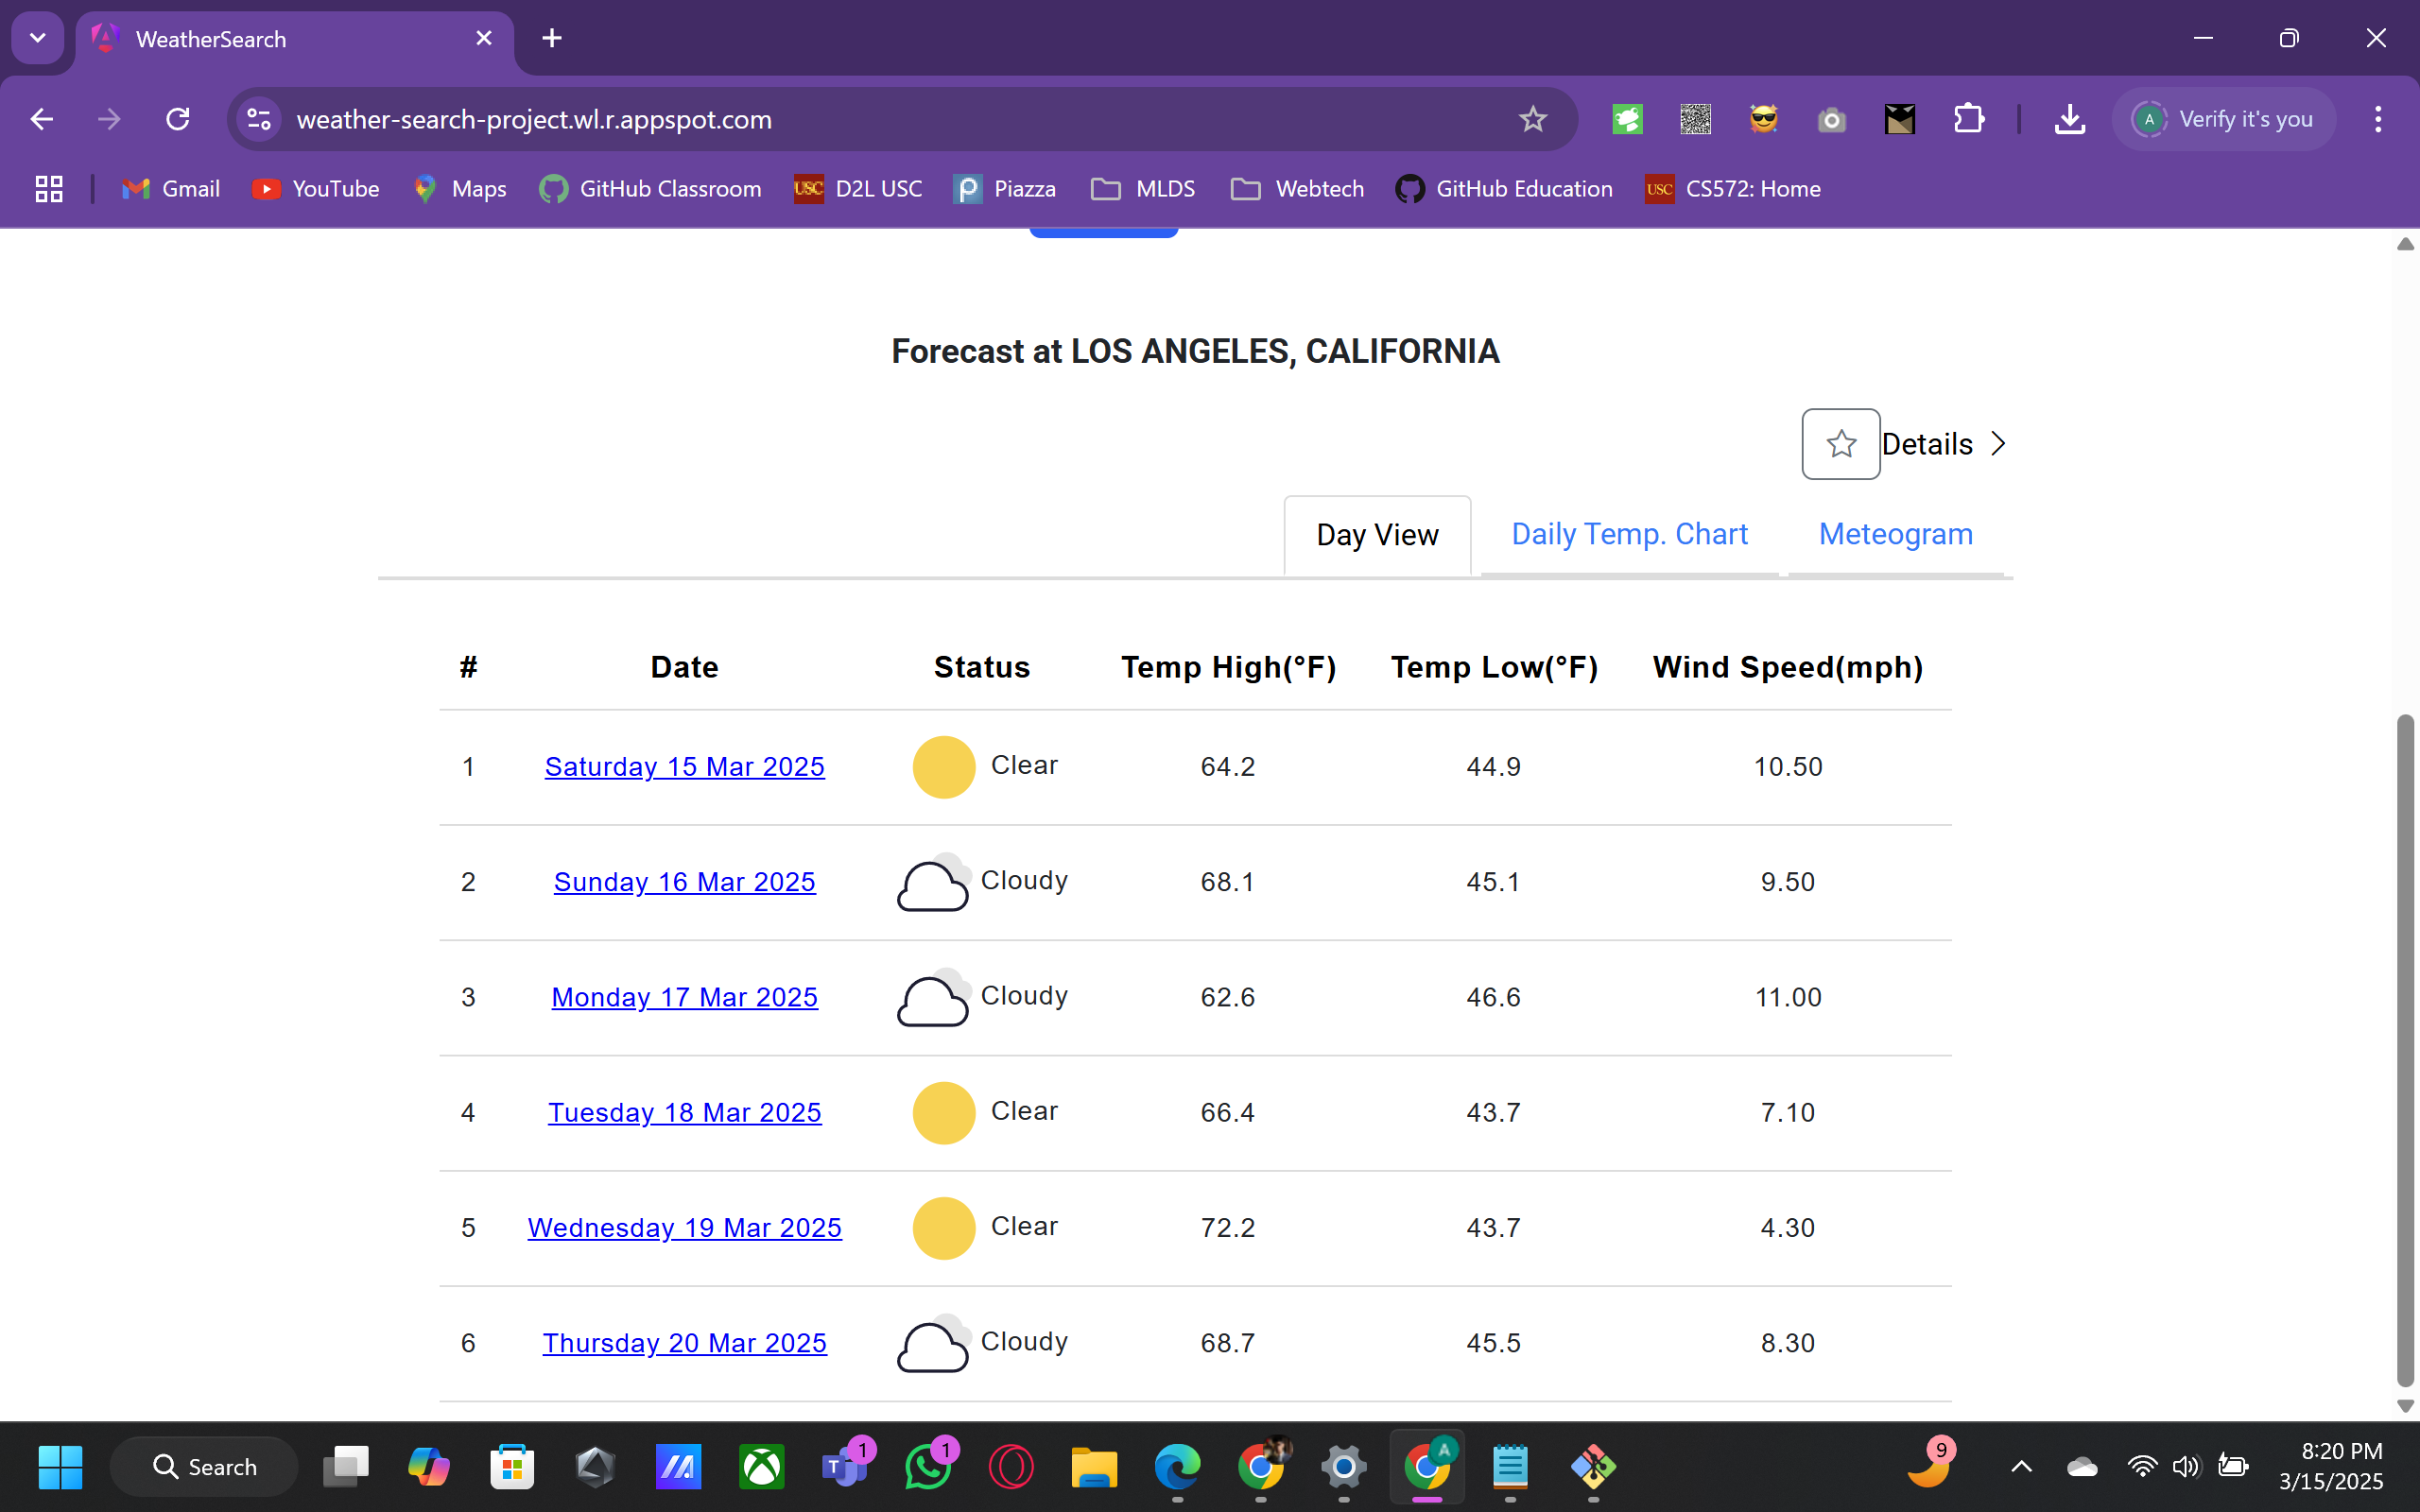 WeatherSearch
weather-search-project.wl.r.appspot.com
A Verify it's you
Gmail YouTube Maps GitHub Classroom USC D2L USC Piazza MLDS Webtech GitHub Education USC CS572: Home
Forecast at LOS ANGELES, CALIFORNIA
Details
Day View Daily Temp. Chart Meteogram
# Date Status Temp High(°F) Temp Low(°F) Wind Speed(mph)
1 Saturday 15 Mar 2025 Clear 64.2 44.9 10.50
2 Sunday 16 Mar 2025 Cloudy 68.1 45.1 9.50
3 Monday 17 Mar 2025 Cloudy 62.6 46.6 11.00
4 Tuesday 18 Mar 2025 Clear 66.4 43.7 7.10
5 Wednesday 19 Mar 2025 Clear 72.2 43.7 4.30
6 Thursday 20 Mar 2025 Cloudy 68.7 45.5 8.30
Search T 1 1 A 9 8:20 PM
3/15/2025